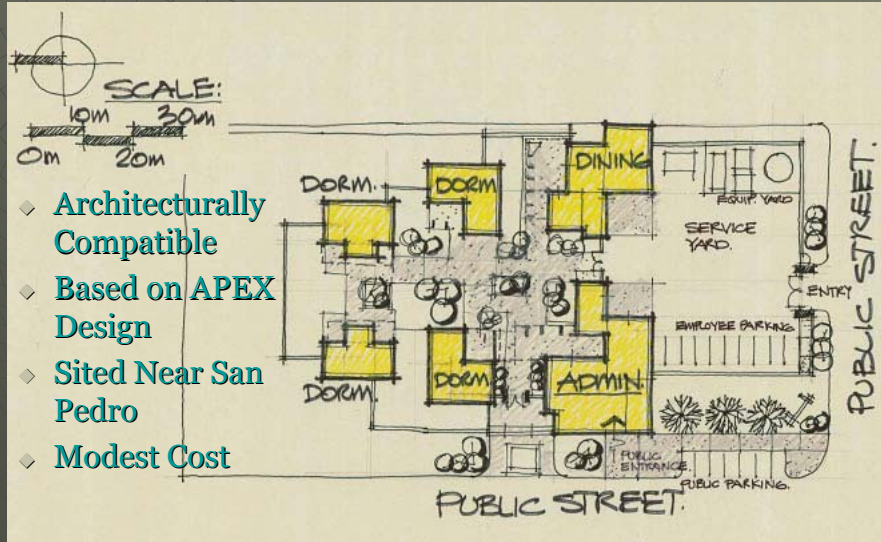 SCALE:
10m 30m
0m 20m
Architecturally
Compatible
Based on APEX
Design
Sited Near San
Pedro
Modest Cost
DORM.
DORM
DINING
EQUIP. YARD
SERVICE
YARD.
ENTRY
PUBLIC STREET.
EMPLOYEE PARKING
DORM.
DORM
ADMIN.
PUBLIC
ENTRANCE.
PUBLIC PARKING.
PUBLIC STREET.